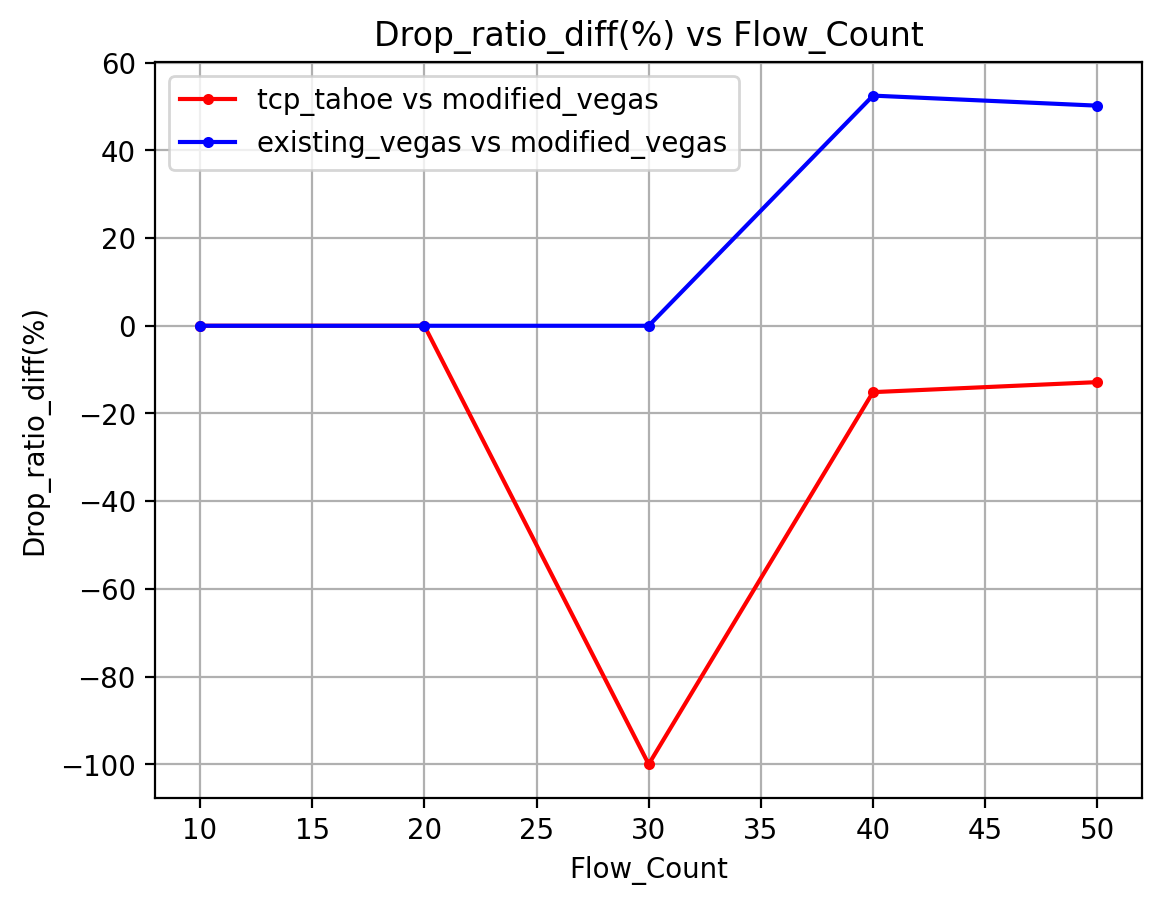 Drop_ratio_diff(%) vs Flow_Count
tcp_tahoe vs modified_vegas
existing_vegas vs modified_vegas
Drop_ratio_diff(%)
60
40
20
0
−20
−40
−60
−80
−100
10 15 20 25 30 35 40 45 50
Flow_Count